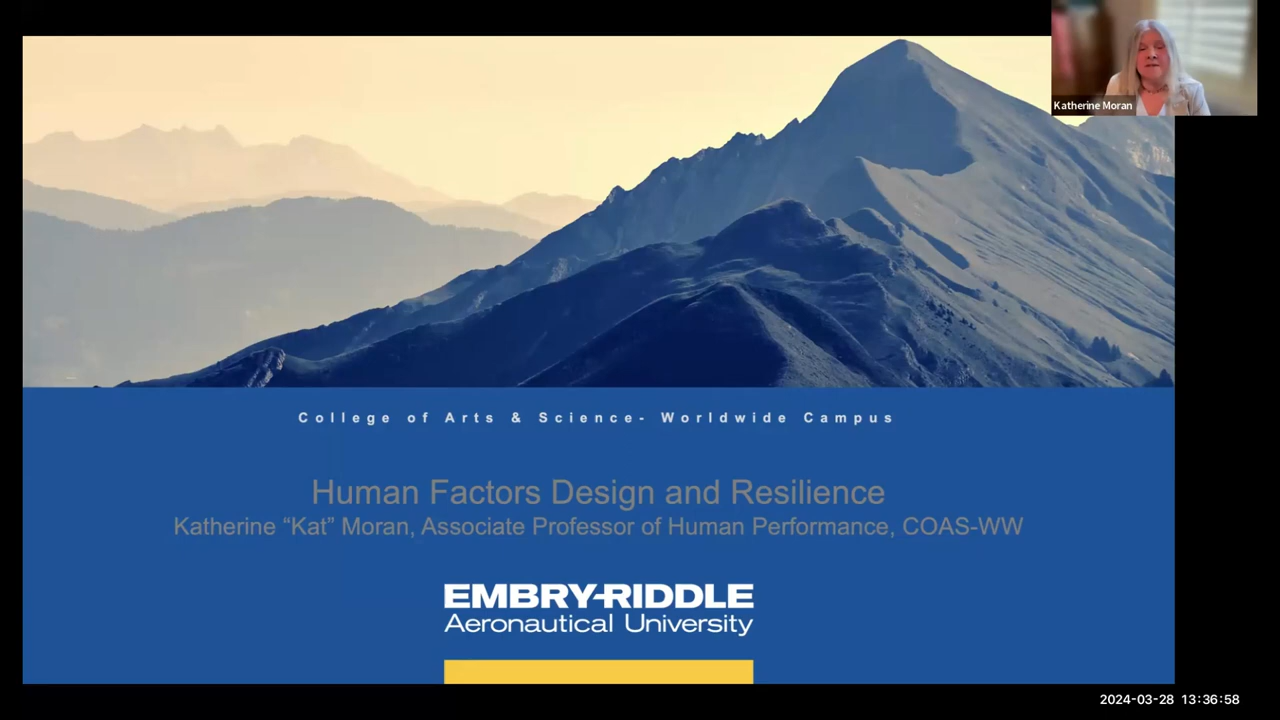 Katherine Moran
College of Arts & Science- Worldwide Campus
Human Factors Design and Resilience
Katherine “Kat” Moran, Associate Professor of Human Performance, COAS-WW
EMBRY-RIDDLE
Aeronautical University
2024-03-28 13:36:58